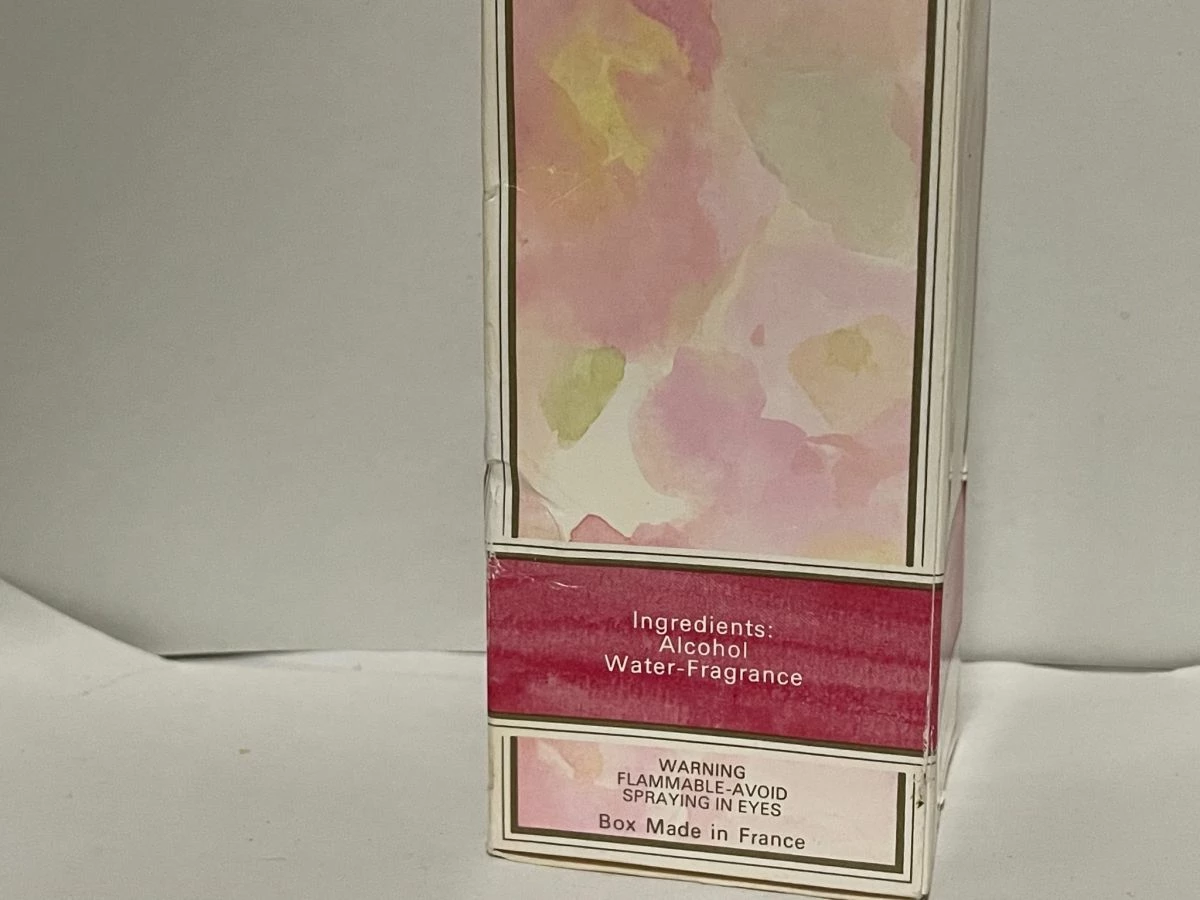 Ingredients:
Alcohol
Water-Fragrance
WARNING
FLAMMABLE-AVOID
SPRAYING IN EYES
Box Made in France